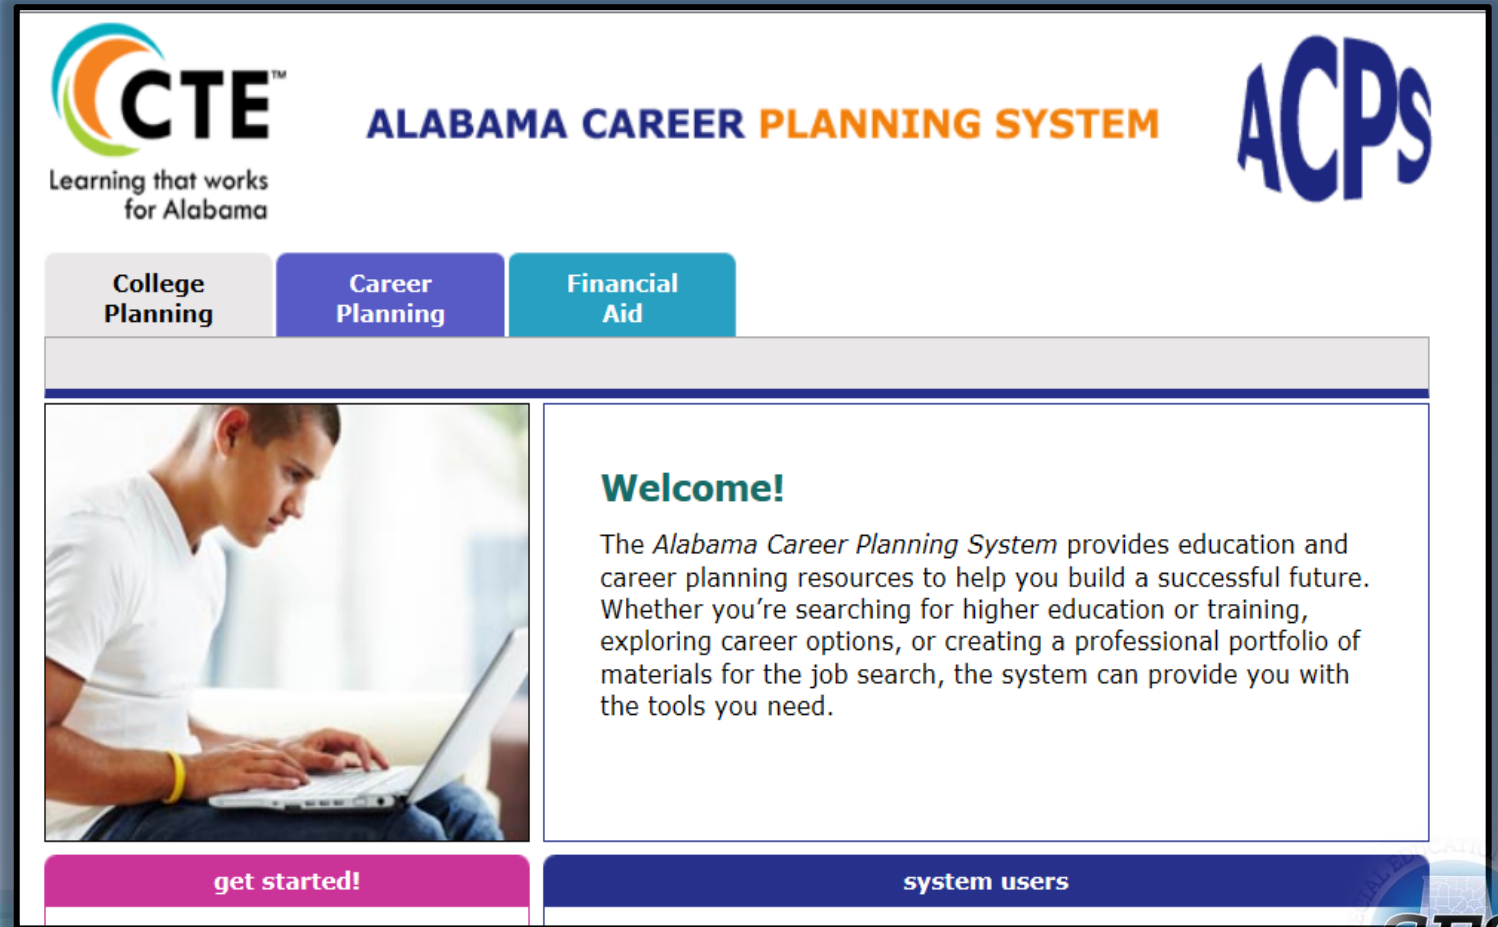 CTE™
Learning that works
for Alabama
ALABAMA CAREER PLANNING SYSTEM
ACPS
College
Planning
Career
Planning
Financial
Aid
Welcome!
The Alabama Career Planning System provides education and
career planning resources to help you build a successful future.
Whether you’re searching for higher education or training,
exploring career options, or creating a professional portfolio of
materials for the job search, the system can provide you with
the tools you need.
get started!
system users